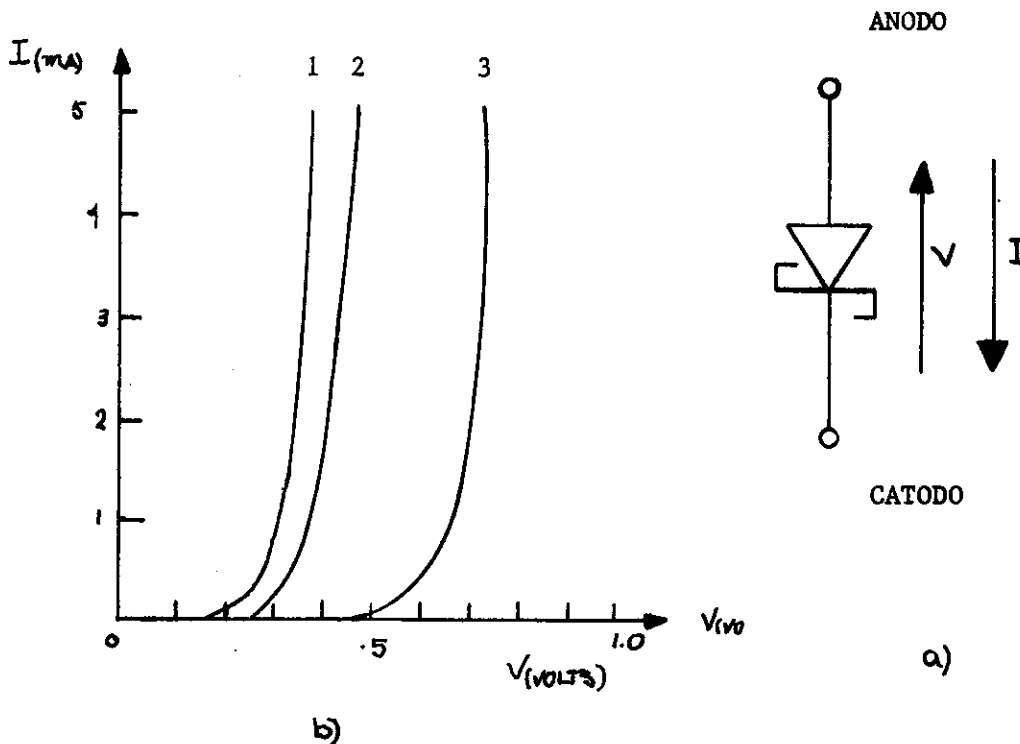 ANODO
I (mA)
1 2 3
5
4
3
2
1
V I
CATODO
0 .5 1.0
V(VO
V(VOLTS)
a)
b)